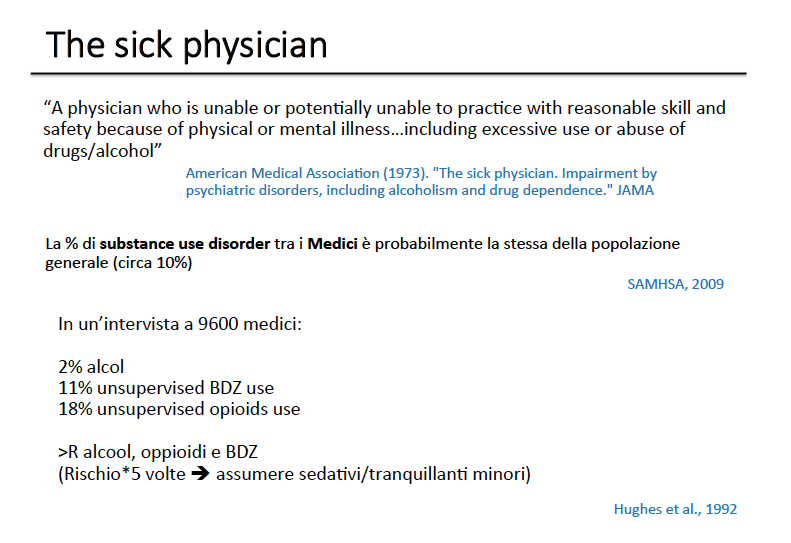 The sick physician
“A physician who is unable or potentially unable to practice with reasonable skill and
safety because of physical or mental illness…including excessive use or abuse of
drugs/alcohol”
American Medical Association (1973). "The sick physician. Impairment by
psychiatric disorders, including alcoholism and drug dependence." JAMA
La % di substance use disorder tra i Medici è probabilmente la stessa della popolazione
generale (circa 10%)
SAMHSA, 2009
In un’intervista a 9600 medici:
2% alcol
11% unsupervised BDZ use
18% unsupervised opioids use
>R alcool, oppioidi e BDZ
(Rischio*5 volte ➔ assumere sedativi/tranquillanti minori)
Hughes et al., 1992